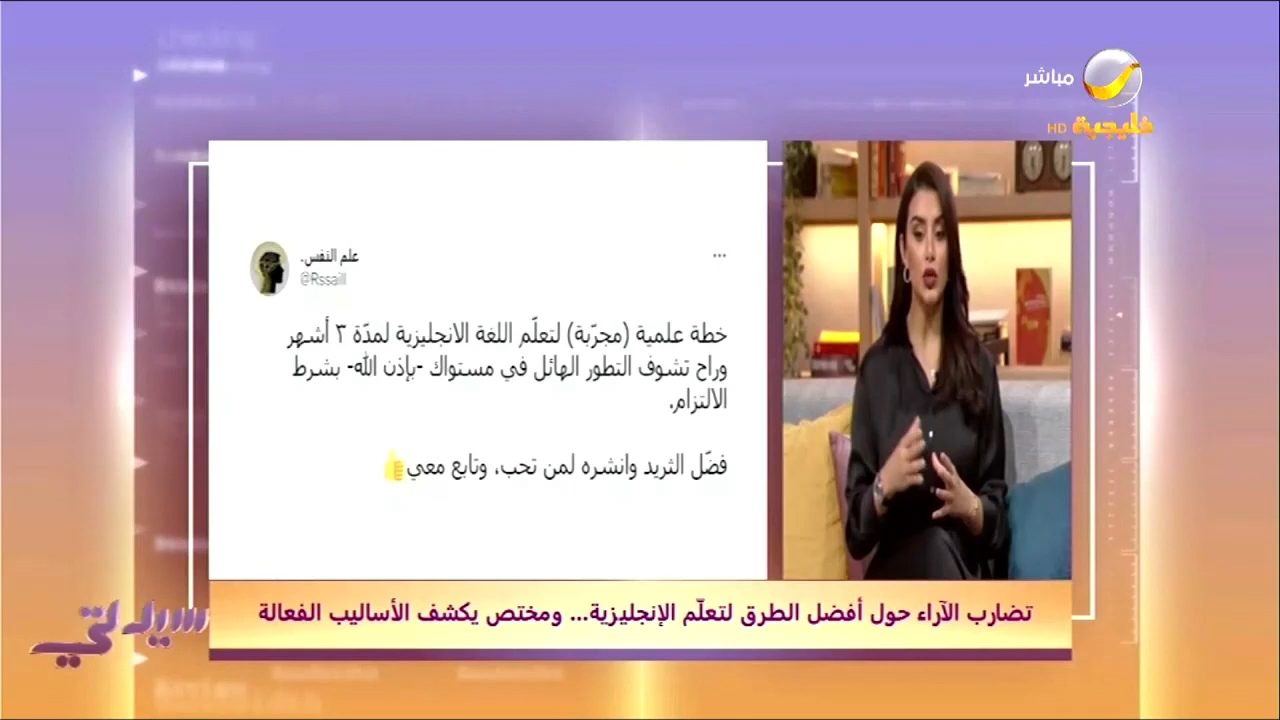 مباشر
خليجية HD
علم النفس.
@Rssaill
خطة علمية (مجرّبة) لتعلّم اللغة الانجليزية لمدّة ٣ أشهر
وراح تشوف التطور الهائل في مستواك -بإذن الله- بشرط
الالتزام.
فضّل الثريد وانشره لمن تحب، وتابع معي👍
تضارب الآراء حول أفضل الطرق لتعلّم الإنجليزية... ومختص يكشف الأساليب الفعالة
سيدتي